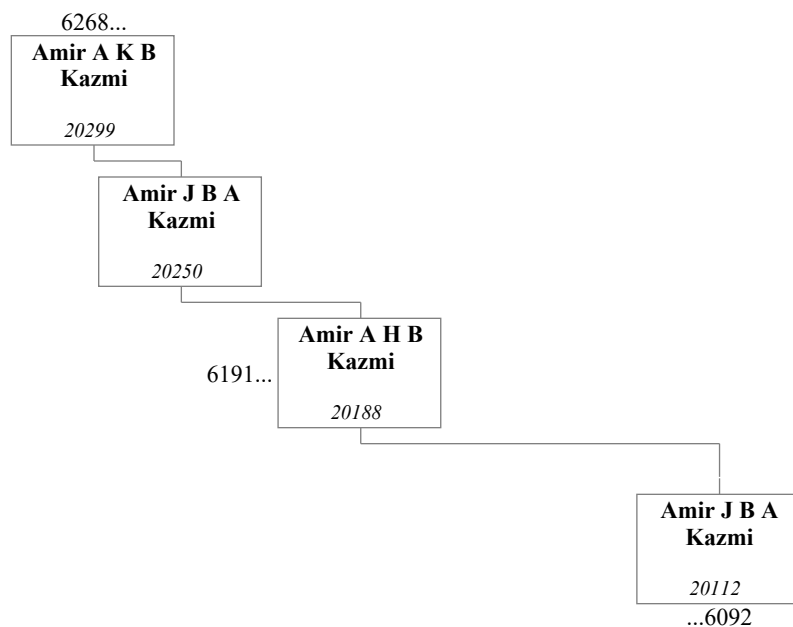 6268...
Amir A K B
Kazmi
20299
Amir J B A
Kazmi
20250
Amir A H B
Kazmi
6191...
20188
Amir J B A
Kazmi
20112
...6092